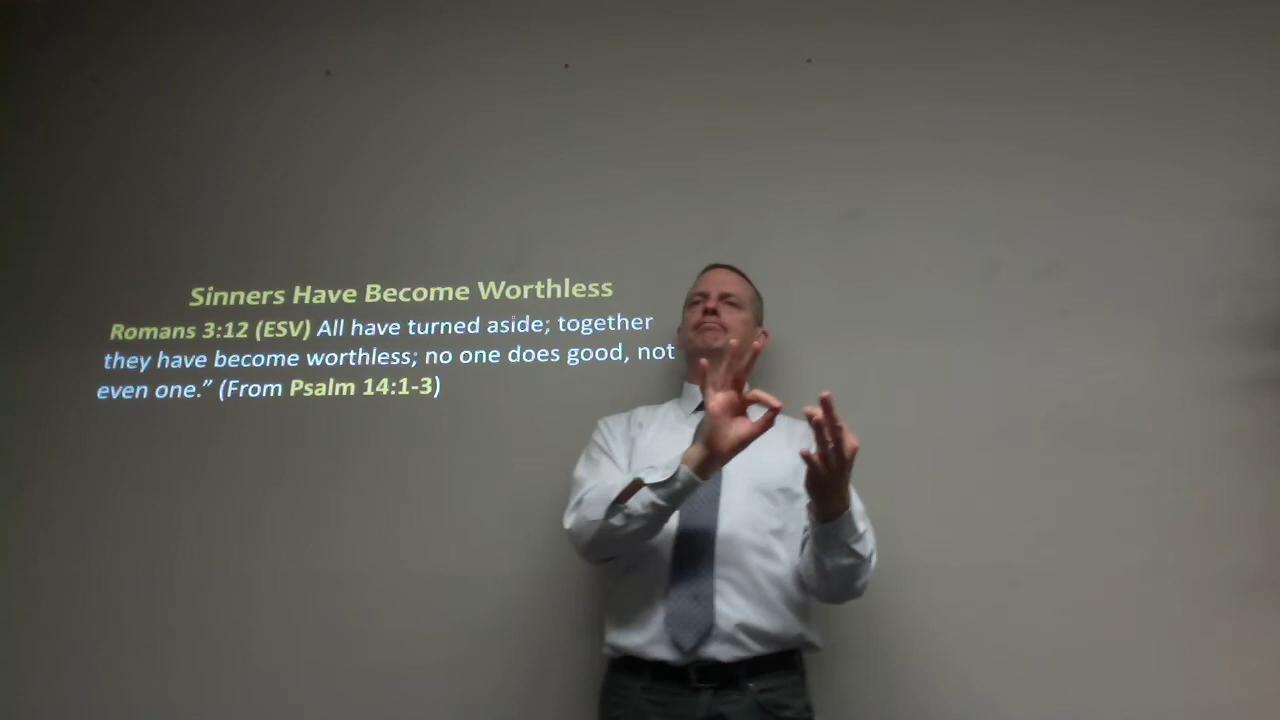 Sinners Have Become Worthless
Romans 3:12 (ESV) All have turned aside; together
they have become worthless; no one does good, not
even one.” (From Psalm 14:1-3)